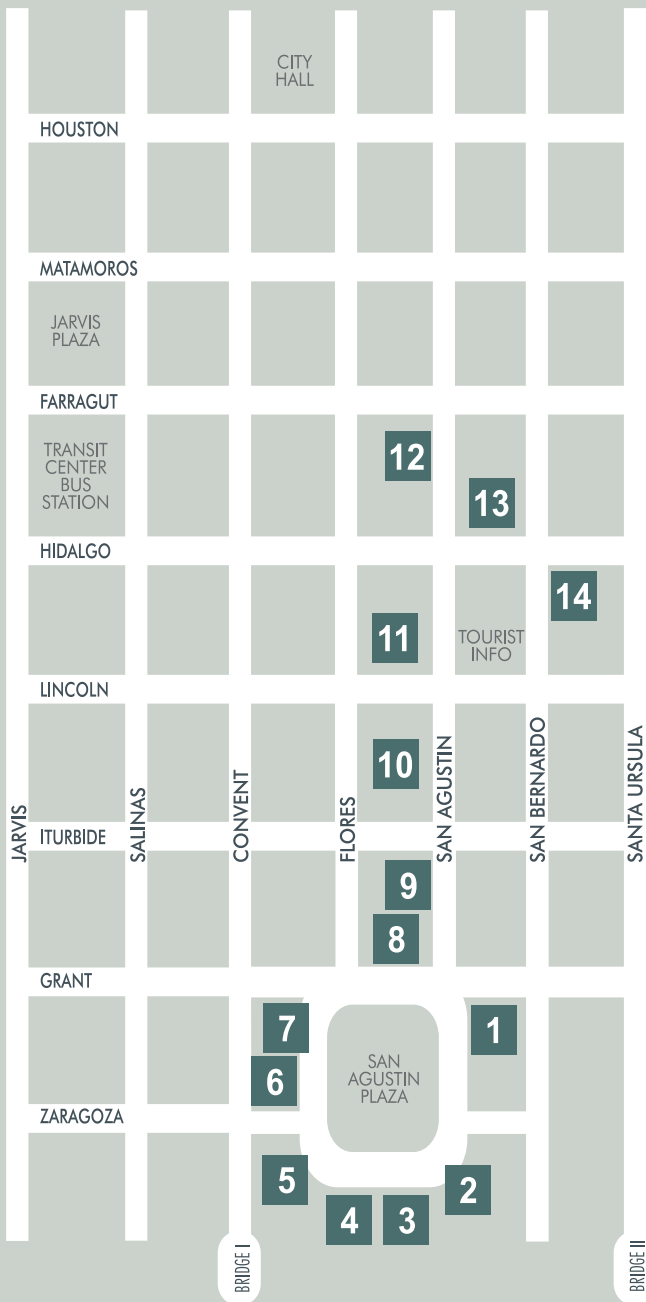 CITY
HALL
HOUSTON
MATAMOROS
JARVIS
PLAZA
FARRAGUT
12
TRANSIT
CENTER
BUS
STATION
13
HIDALGO
14
11
TOURIST
INFO
LINCOLN
10
JARVIS
SALINAS
CONVENT
FLORES
SAN AGUSTIN
SAN BERNARDO
SANTA URSULA
ITURBIDE
9
8
GRANT
7
1
SAN
AGUSTIN
PLAZA
6
ZARAGOZA
5
2
4
3
BRIDGE I
BRIDGE II